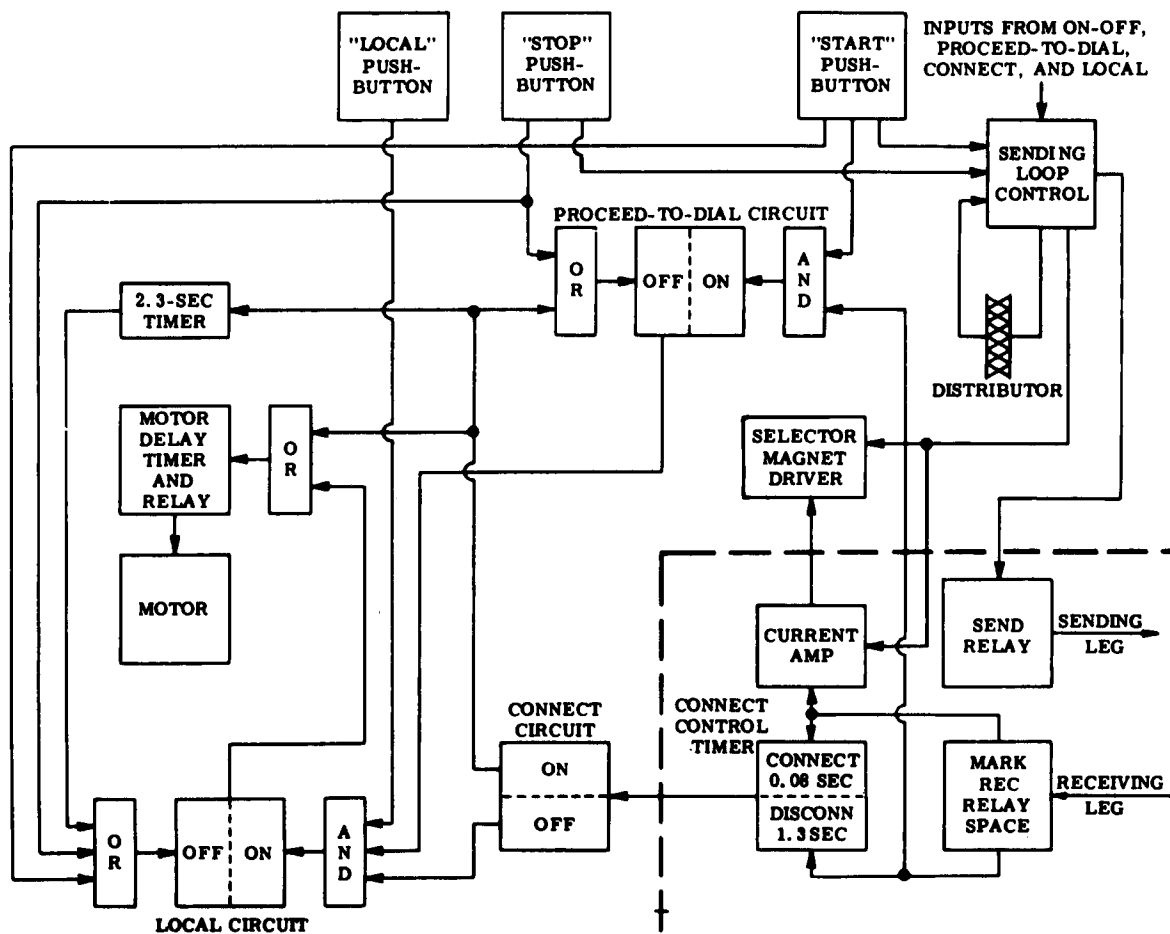 "LOCAL"
PUSH-
BUTTON
"STOP"
PUSH-
BUTTON
"START"
PUSH-
BUTTON
INPUTS FROM ON-OFF,
PROCEED-TO-DIAL,
CONNECT, AND LOCAL
SENDING
LOOP
CONTROL
PROCEED-TO-DIAL CIRCUIT
O
R
OFF
ON
A
N
D
2.3-SEC
TIMER
DISTRIBUTOR
MOTOR
DELAY
TIMER
AND
RELAY
O
R
SELECTOR
MAGNET
DRIVER
MOTOR
CURRENT
AMP
SEND
RELAY
SENDING
LEG
CONNECT
CIRCUIT
ON
OFF
CONNECT
CONTROL
TIMER
CONNECT
0.08 SEC
DISCONN
1.3SEC
MARK
REC
RELAY
SPACE
RECEIVING
LEG
O
R
OFF
ON
A
N
D
LOCAL CIRCUIT